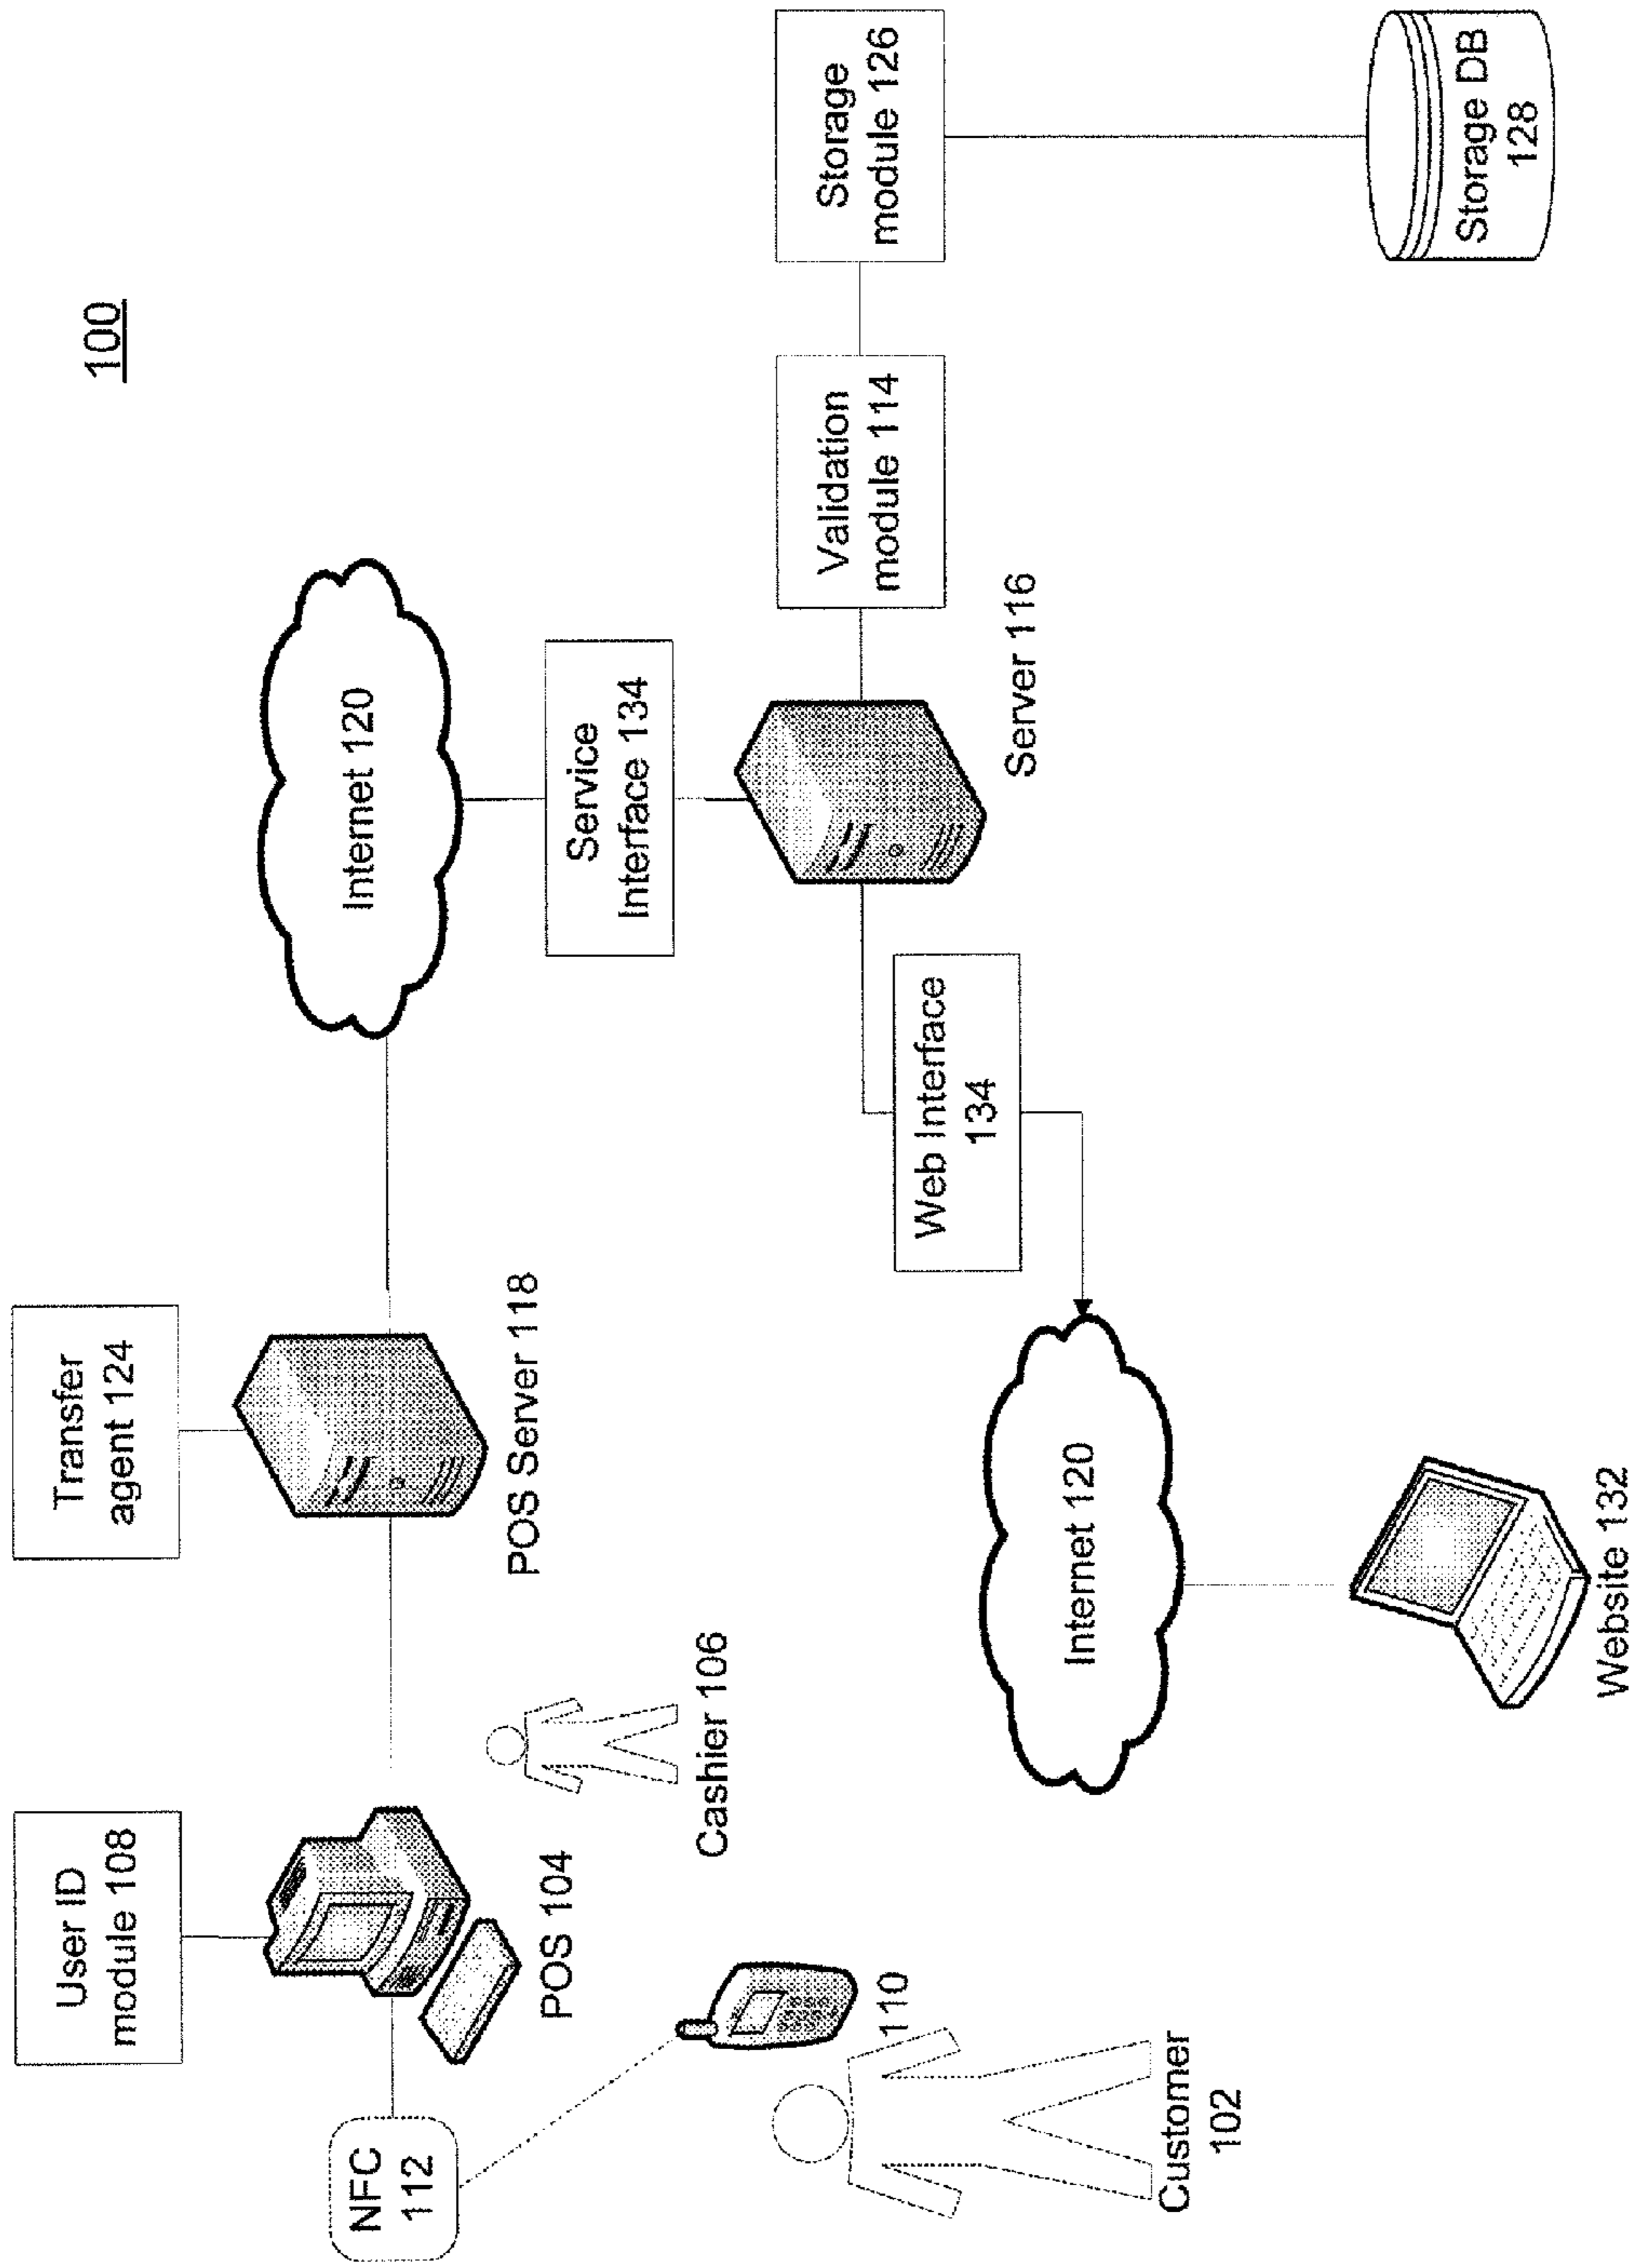 100
User ID
module 108
Transfer
agent 124
NFC
112
POS 104
Cashier 106
POS Server 118
Internet 120
110
Customer
102
Service
Interface 134
Server 116
Validation
module 114
Storage
module 126
Web Interface
134
Internet 120
Website 132
Storage DB
128